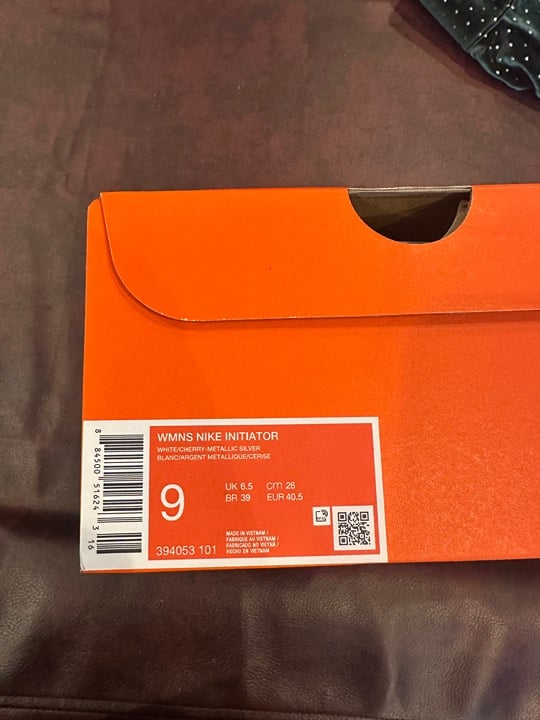 WMNS NIKE INITIATOR
WHITE/CHERRY-METALLIC SILVER
BLANC/ARGENT METALLIQUE/CERISE
9
UK 6.5 cm 26
BR 39 EUR 40.5
394053 101
MADE IN VIETNAM /
FABRIQUE AU VIETNAM /
FABRICADO NO VIETNÃ /
HECHO EN VIETNAM
8 84500 51624 3 16